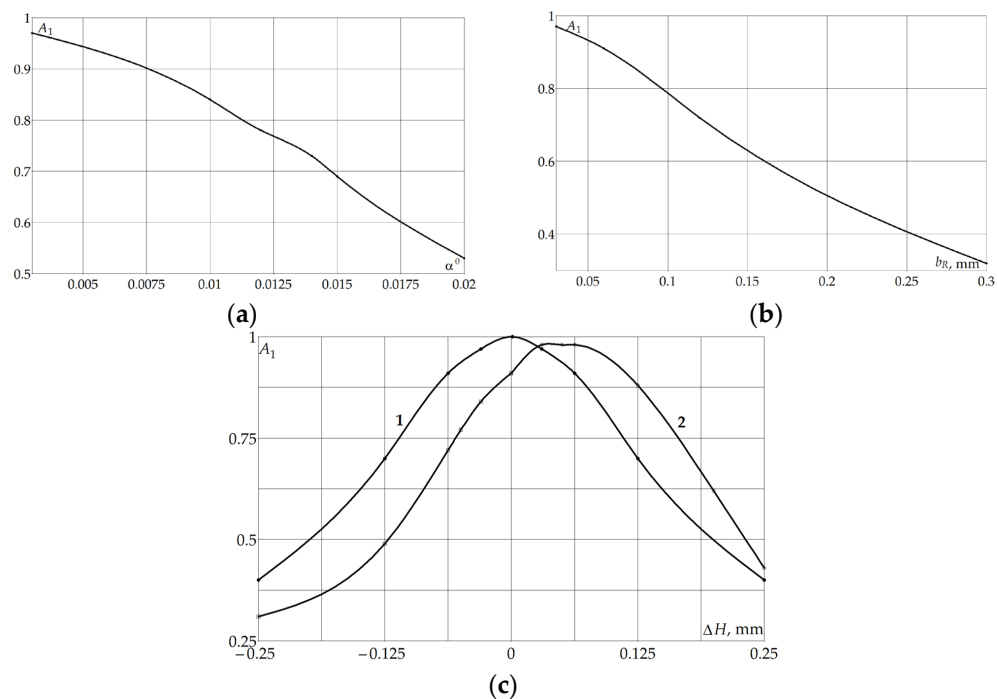 1
A₁
0.9
0.8
0.7
0.6
0.5
α⁰
0.005 0.0075 0.01 0.0125 0.015 0.0175 0.02
(a)
1
A₁
0.8
0.6
0.4
b_R, mm
0.05 0.1 0.15 0.2 0.25 0.3
(b)
1
A₁
1 2
0.75
0.5
0.25
ΔH, mm
−0.25 −0.125 0 0.125 0.25
(c)